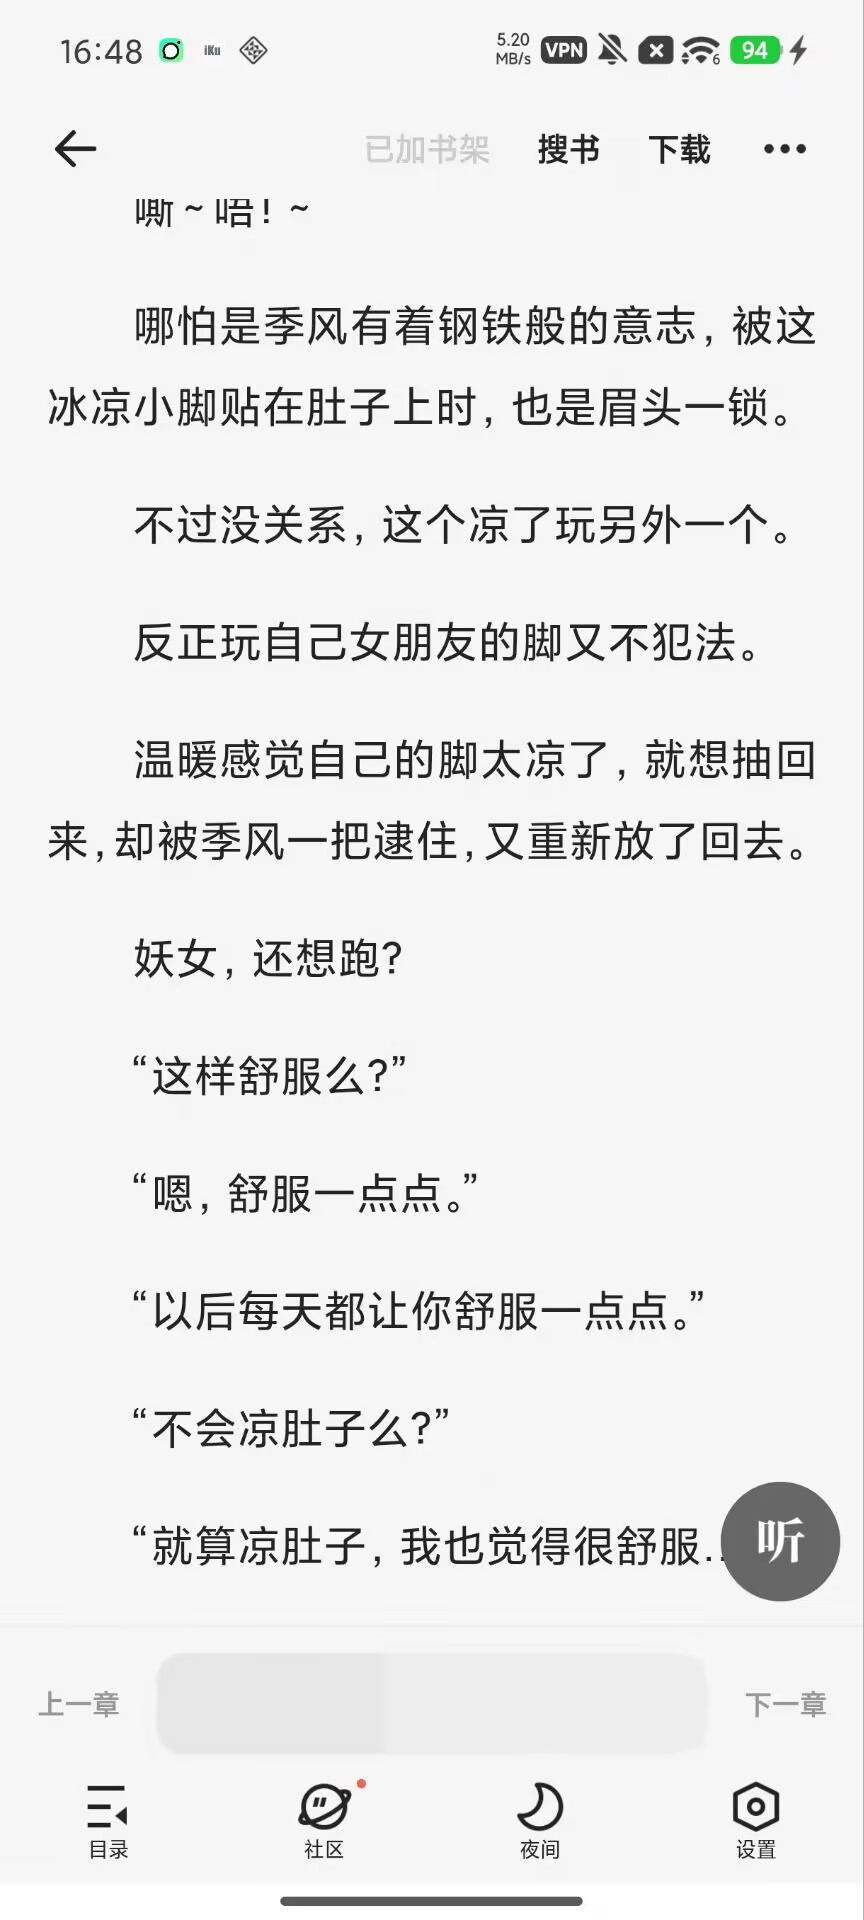 16:48
iKu
5.20
MB/s
VPN
6
94
已加书架
搜书
下载
嘶~唔!~
哪怕是季风有着钢铁般的意志,被这
冰凉小脚贴在肚子上时,也是眉头一锁。
不过没关系,这个凉了玩另外一个。
反正玩自己女朋友的脚又不犯法。
温暖感觉自己的脚太凉了,就想抽回
来,却被季风一把逮住,又重新放了回去。
妖女,还想跑?
“这样舒服么?”
“嗯,舒服一点点。”
“以后每天都让你舒服一点点。”
“不会凉肚子么?”
“就算凉肚子,我也觉得很舒服..
听
上一章
下一章
目录
社区
夜间
设置